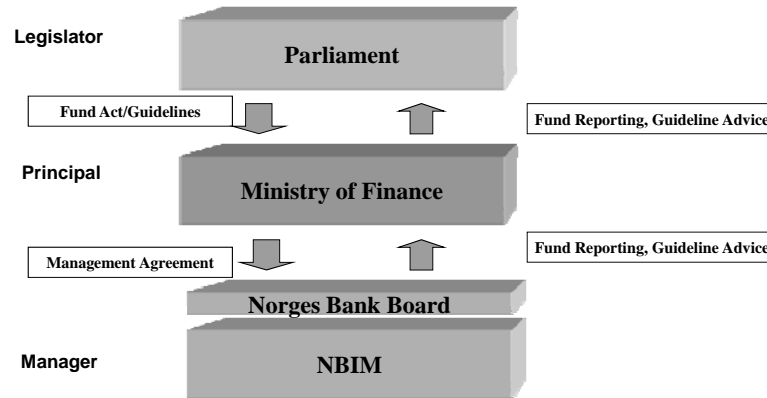 Legislator
Parliament
Fund Act/Guidelines
Fund Reporting, Guideline Advice
Principal
Ministry of Finance
Management Agreement
Fund Reporting, Guideline Advice
Norges Bank Board
Manager
NBIM